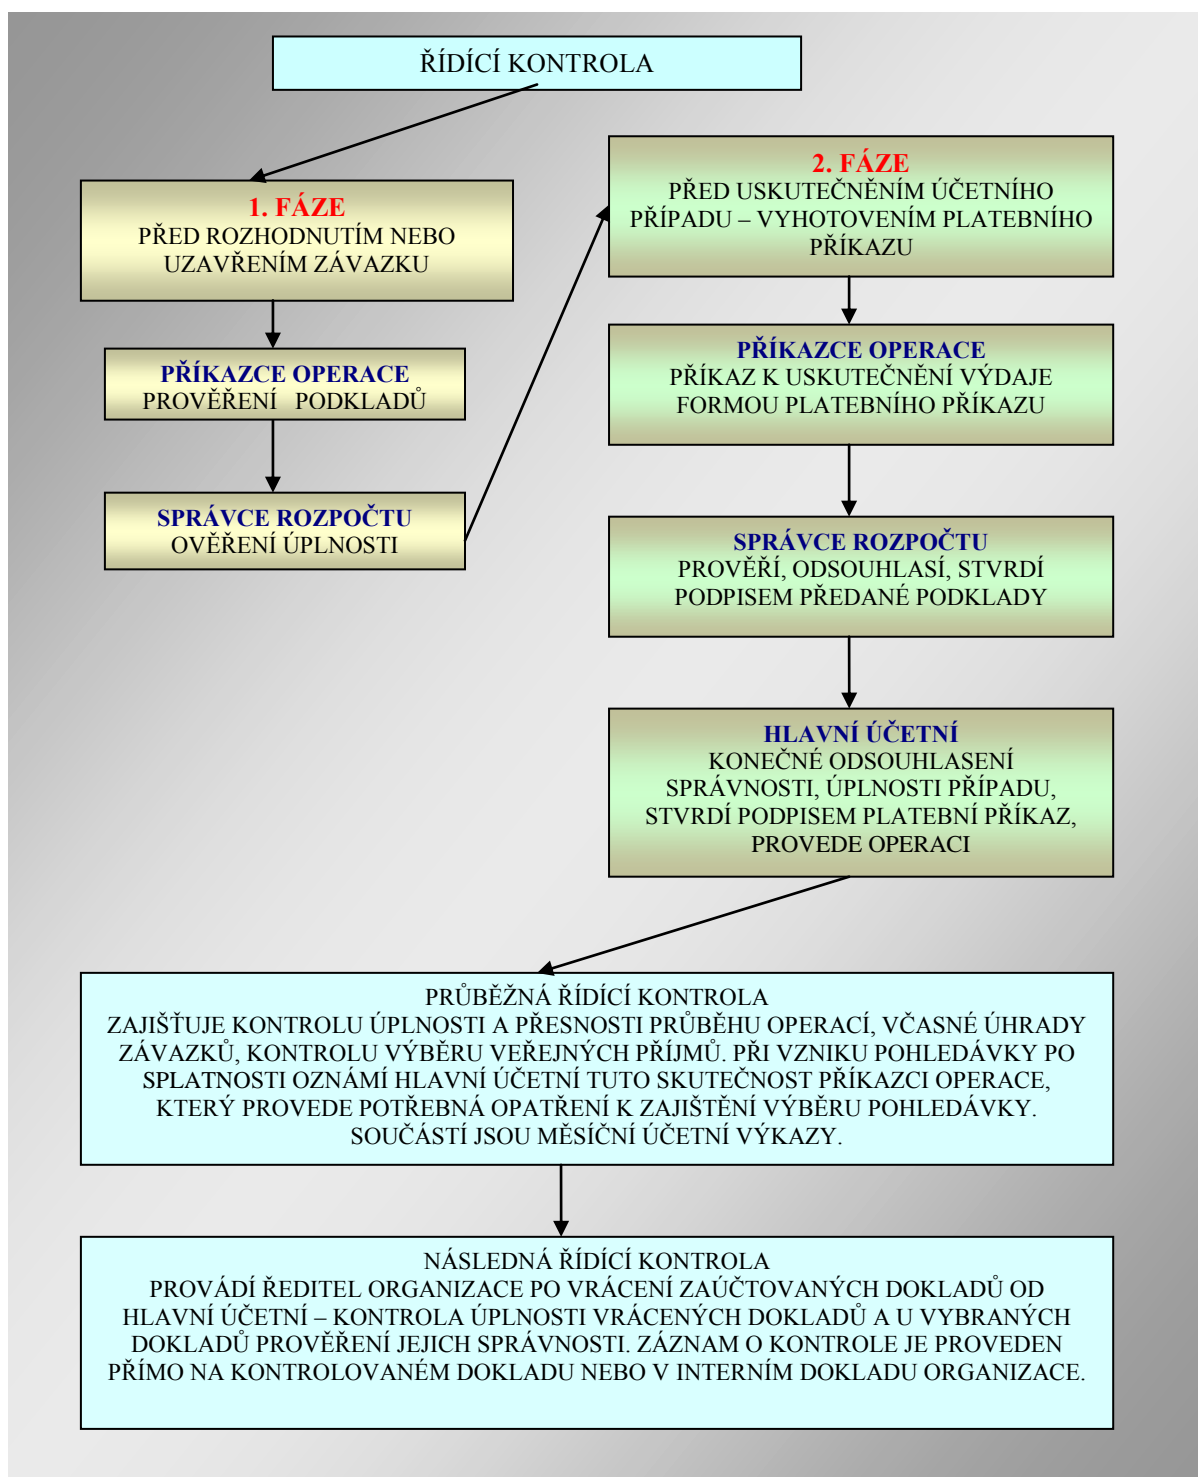 ŘÍDÍCÍ KONTROLA
1. FÁZE
PŘED ROZHODNUTÍM NEBO
UZAVŘENÍM ZÁVAZKU
PŘÍKAZCE OPERACE
PROVĚŘENÍ PODKLADŮ
SPRÁVCE ROZPOČTU
OVĚŘENÍ ÚPLNOSTI
2. FÁZE
PŘED USKUTEČNĚNÍM ÚČETNÍHO
PŘÍPADU – VYHOTOVENÍM PLATEBNÍHO
PŘÍKAZU
PŘÍKAZCE OPERACE
PŘÍKAZ K USKUTEČNĚNÍ VÝDAJE
FORMOU PLATEBNÍHO PŘÍKAZU
SPRÁVCE ROZPOČTU
PROVĚŘÍ, ODSOUHLASÍ, STVRDÍ
PODPISEM PŘEDANÉ PODKLADY
HLAVNÍ ÚČETNÍ
KONEČNÉ ODSOUHLASENÍ
SPRÁVNOSTI, ÚPLNOSTI PŘÍPADU,
STVRDÍ PODPISEM PLATEBNÍ PŘÍKAZ,
PROVEDE OPERACI
PRŮBĚŽNÁ ŘÍDÍCÍ KONTROLA
ZAJIŠŤUJE KONTROLU ÚPLNOSTI A PŘESNOSTI PRŮBĚHU OPERACÍ, VČASNÉ ÚHRADY
ZÁVAZKŮ, KONTROLU VÝBĚRU VEŘEJNÝCH PŘÍJMŮ. PŘI VZNIKU POHLEDÁVKY PO
SPLATNOSTI OZNÁMÍ HLAVNÍ ÚČETNÍ TUTO SKUTEČNOST PŘÍKAZCI OPERACE,
KTERÝ PROVEDE POTŘEBNÁ OPATŘENÍ K ZAJIŠTĚNÍ VÝBĚRU POHLEDÁVKY.
SOUČÁSTÍ JSOU MĚSÍČNÍ ÚČETNÍ VÝKAZY.
NÁSLEDNÁ ŘÍDÍCÍ KONTROLA
PROVÁDÍ ŘEDITEL ORGANIZACE PO VRÁCENÍ ZAÚČTOVANÝCH DOKLADŮ OD
HLAVNÍ ÚČETNÍ – KONTROLA ÚPLNOSTI VRÁCENÝCH DOKLADŮ A U VYBRANÝCH
DOKLADŮ PROVĚŘENÍ JEJICH SPRÁVNOSTI. ZÁZNAM O KONTROLE JE PROVEDEN
PŘÍMO NA KONTROLOVANÉM DOKLADU NEBO V INTERNÍM DOKLADU ORGANIZACE.